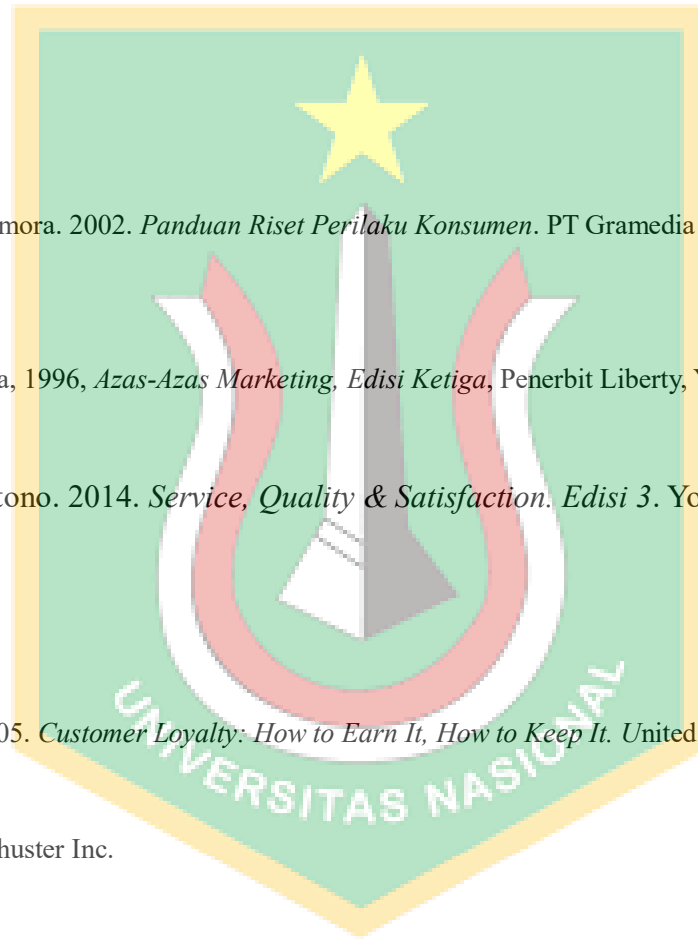 mora. 2002. Panduan Riset Perilaku Konsumen. PT Gramedia
a, 1996, Azas-Azas Marketing, Edisi Ketiga, Penerbit Liberty, Y
tono. 2014. Service, Quality & Satisfaction. Edisi 3. Yo
05. Customer Loyalty: How to Earn It, How to Keep It. United
UNIVERSITAS NASIONAL
huster Inc.